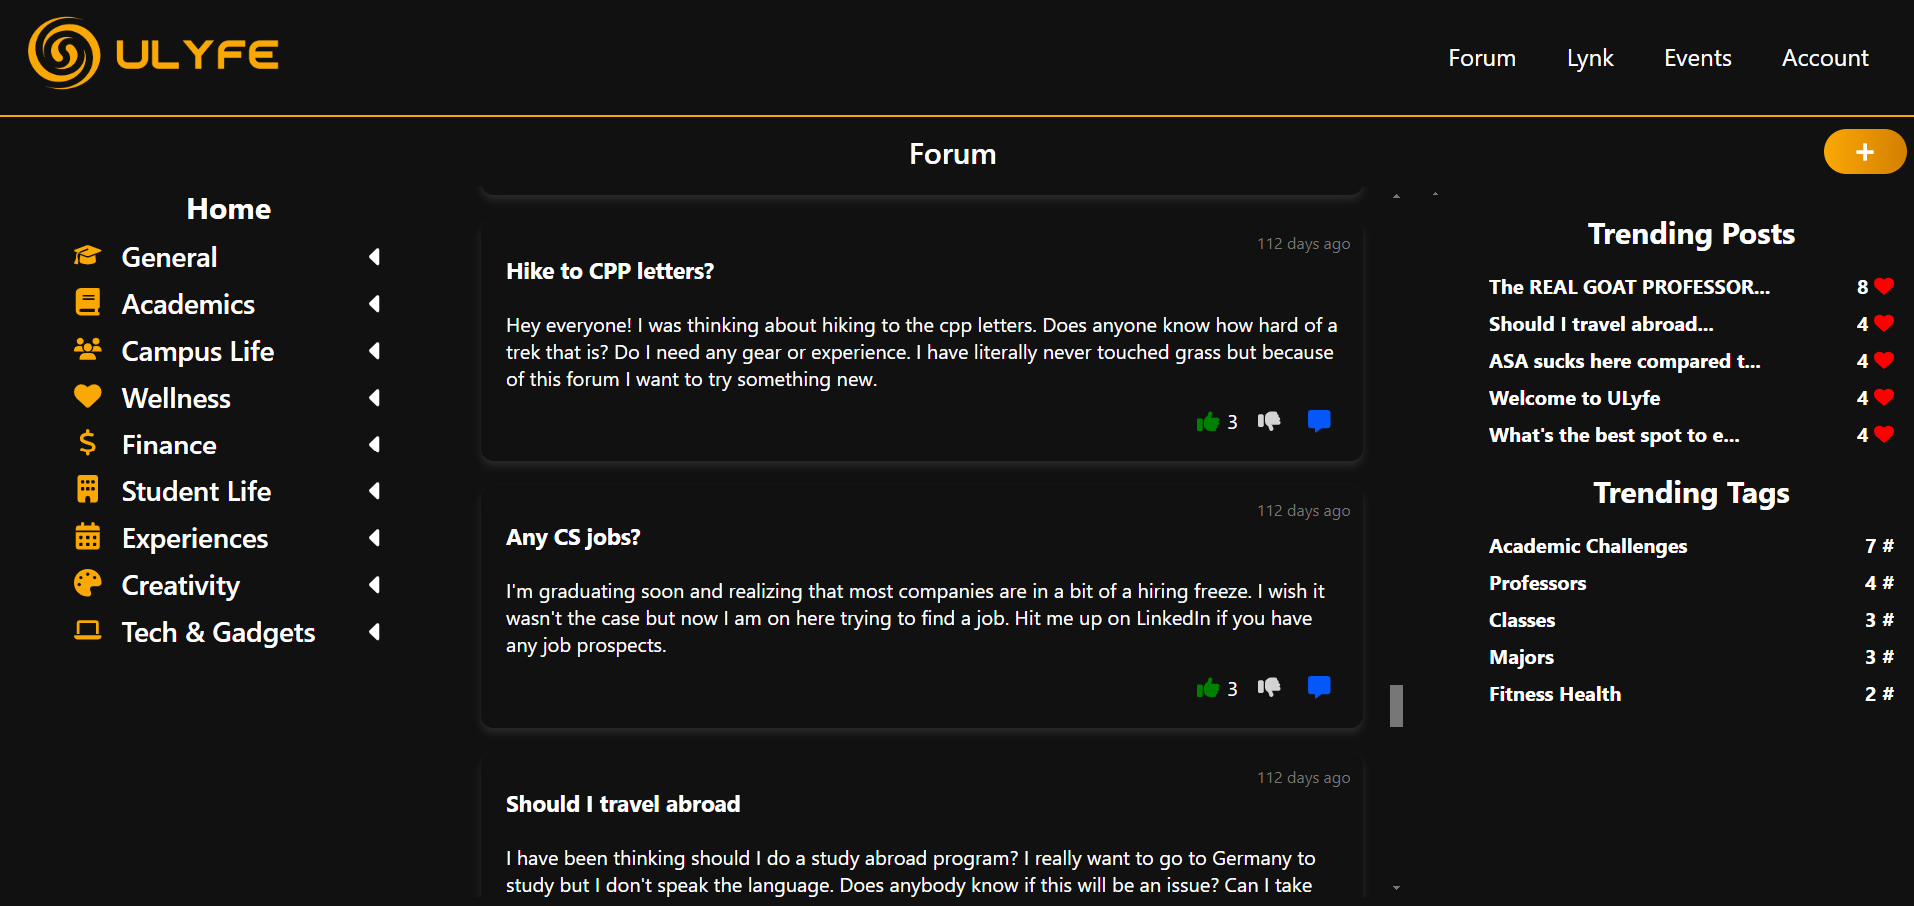 ULYFE
Forum Lynk Events Account
Forum
+
Home
General
Academics
Campus Life
Wellness
Finance
Student Life
Experiences
Creativity
Tech & Gadgets
112 days ago
Hike to CPP letters?
Hey everyone! I was thinking about hiking to the cpp letters. Does anyone know how hard of a
trek that is? Do I need any gear or experience. I have literally never touched grass but because
of this forum I want to try something new.
3
112 days ago
Any CS jobs?
I'm graduating soon and realizing that most companies are in a bit of a hiring freeze. I wish it
wasn't the case but now I am on here trying to find a job. Hit me up on LinkedIn if you have
any job prospects.
3
112 days ago
Should I travel abroad
I have been thinking should I do a study abroad program? I really want to go to Germany to
study but I don't speak the language. Does anybody know if this will be an issue? Can I take
Trending Posts
The REAL GOAT PROFESSOR... 8
Should I travel abroad... 4
ASA sucks here compared t... 4
Welcome to ULyfe 4
What's the best spot to e... 4
Trending Tags
Academic Challenges 7 #
Professors 4 #
Classes 3 #
Majors 3 #
Fitness Health 2 #